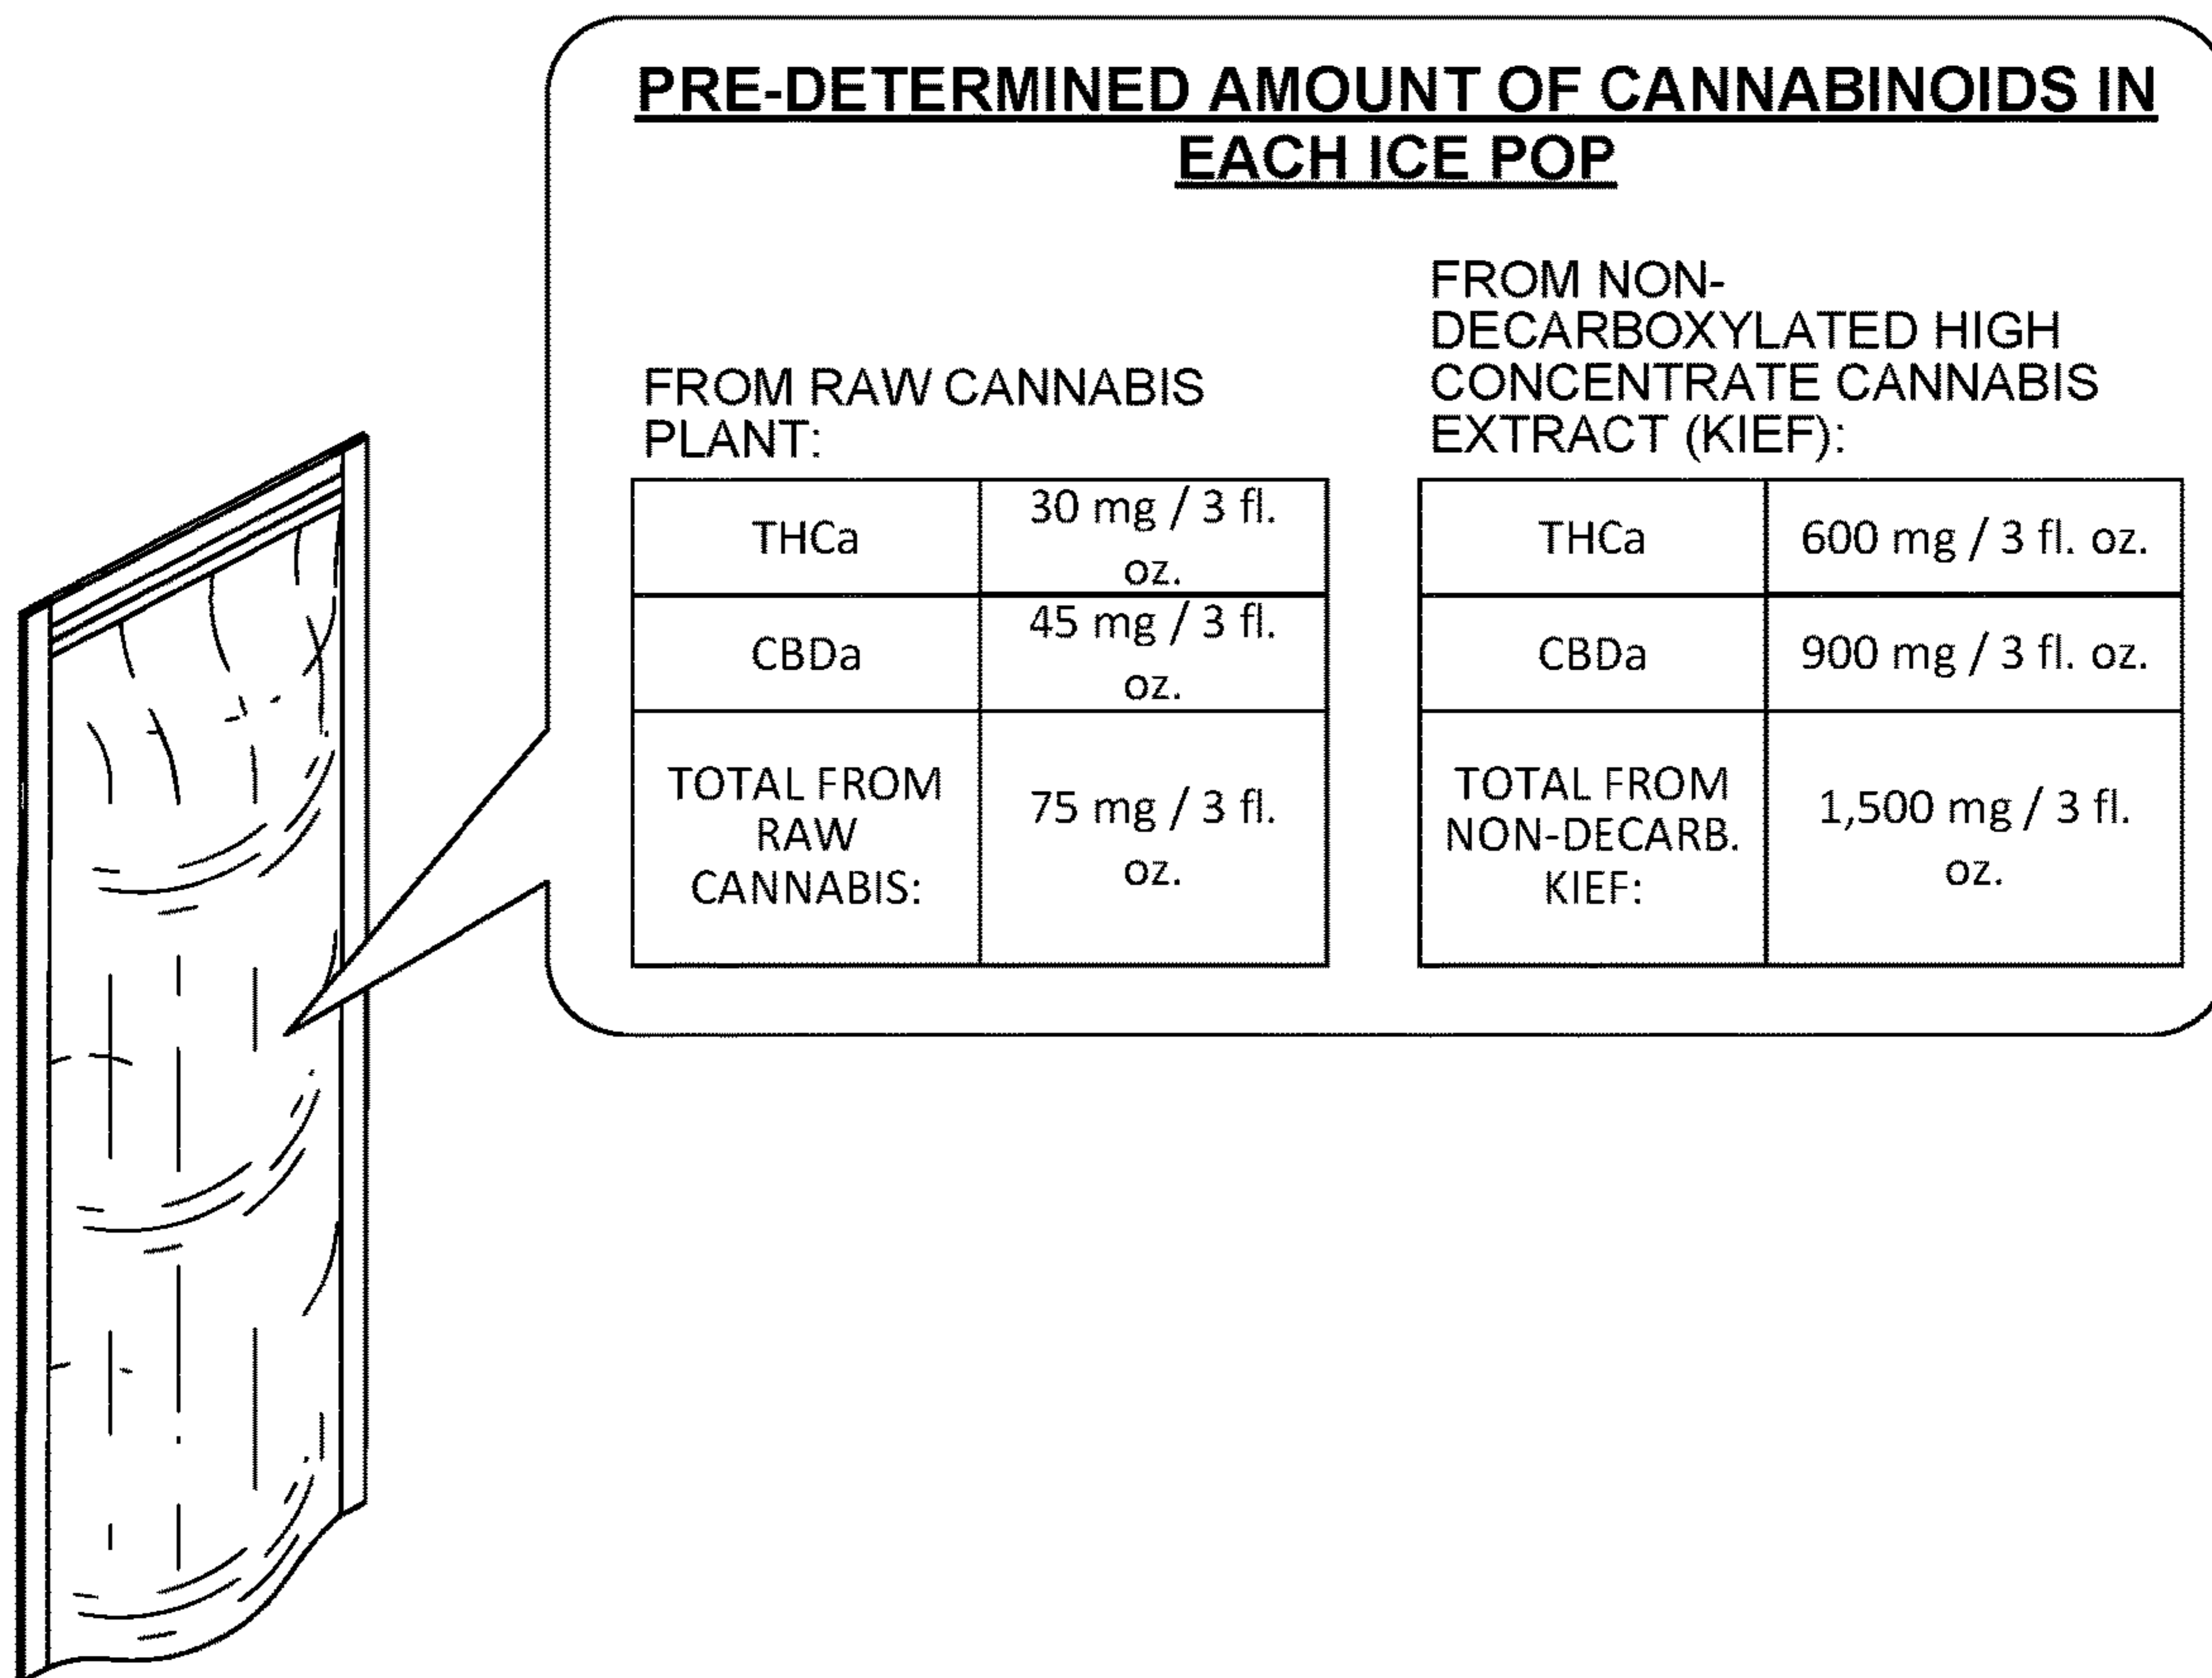 PRE-DETERMINED AMOUNT OF CANNABINOIDS IN
EACH ICE POP
FROM RAW CANNABIS
PLANT:
THCa
30 mg / 3 fl.
oz.
CBDa
45 mg / 3 fl.
oz.
TOTAL FROM
RAW
CANNABIS:
75 mg / 3 fl.
oz.
FROM NON-
DECARBOXYLATED HIGH
CONCENTRATE CANNABIS
EXTRACT (KIEF):
THCa
600 mg / 3 fl. oz.
CBDa
900 mg / 3 fl. oz.
TOTAL FROM
NON-DECARB.
KIEF:
1,500 mg / 3 fl.
oz.